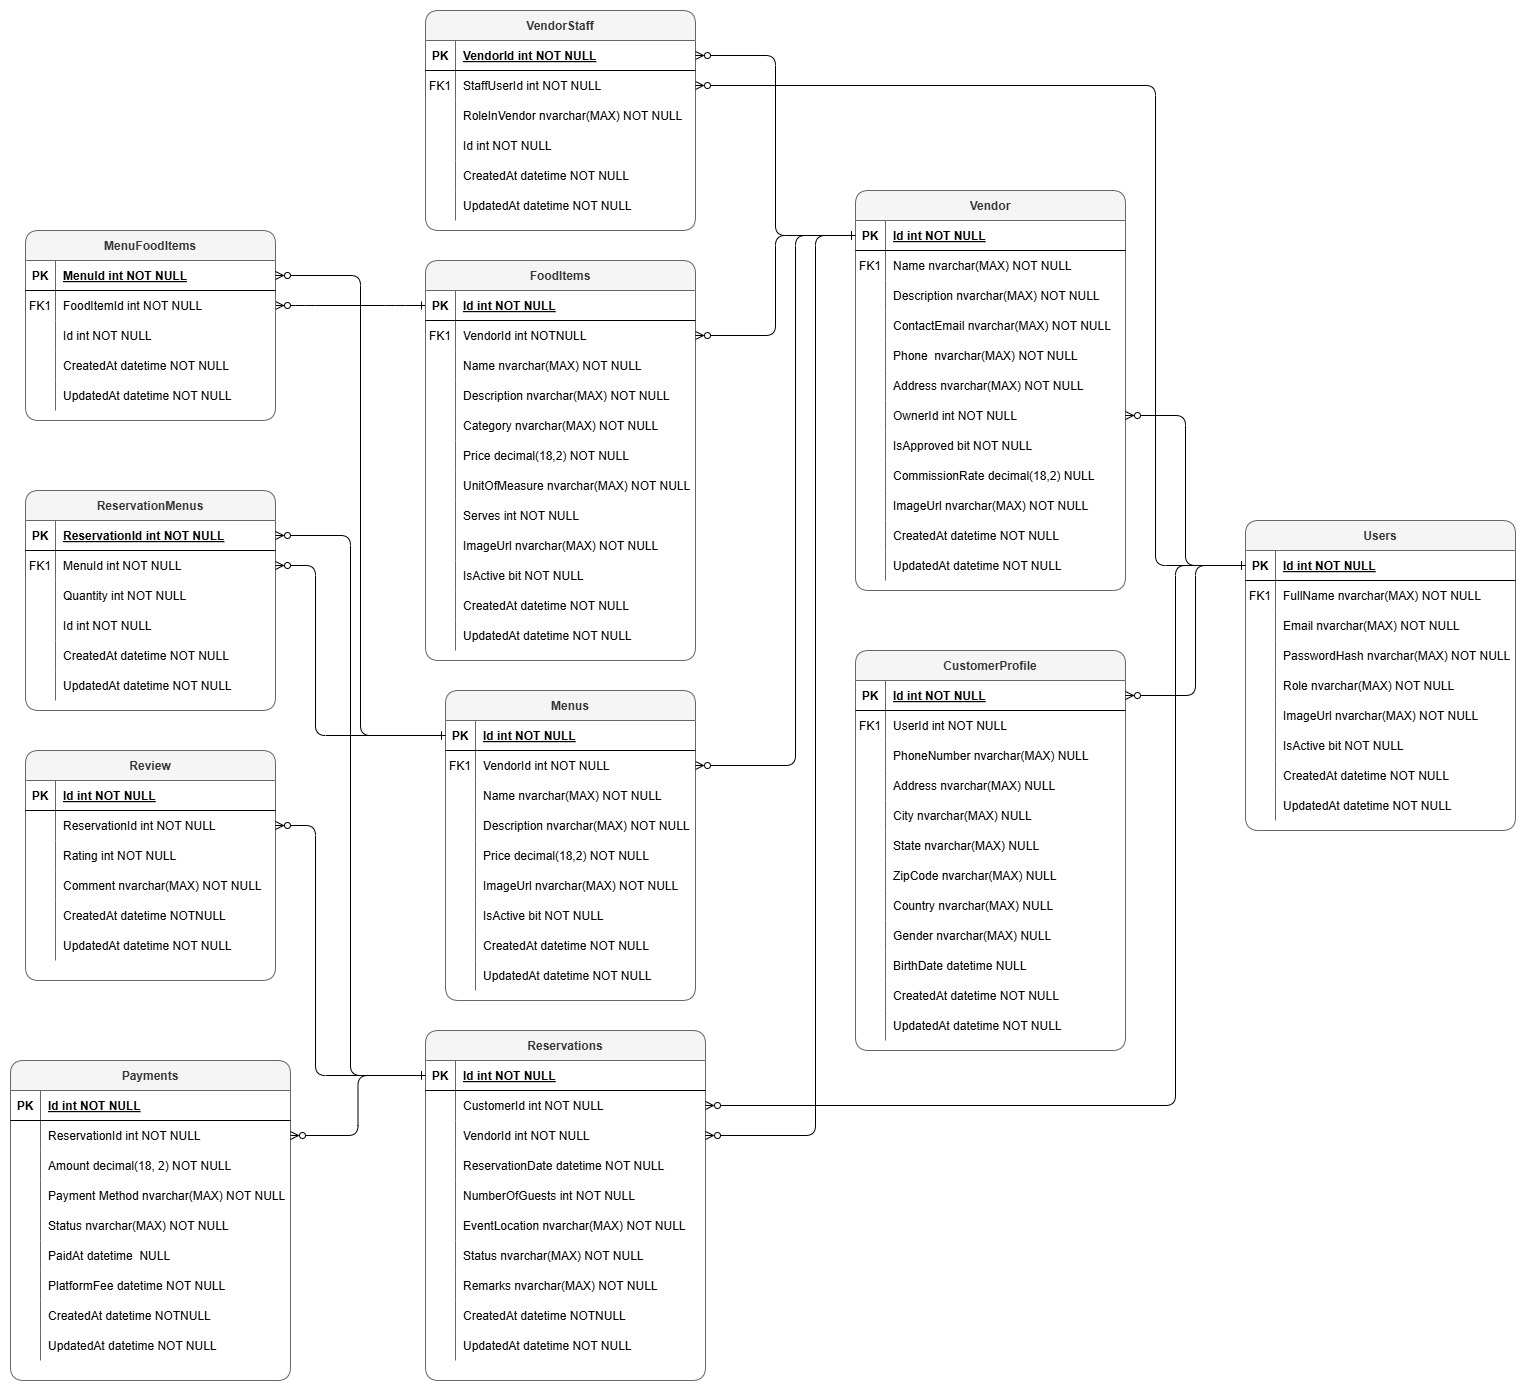 VendorStaff
PK VendorId int NOT NULL
FK1 StaffUserId int NOT NULL
RoleInVendor nvarchar(MAX) NOT NULL
Id int NOT NULL
CreatedAt datetime NOT NULL
UpdatedAt datetime NOT NULL
MenuFoodItems
PK MenuId int NOT NULL
FK1 FoodItemId int NOT NULL
Id int NOT NULL
CreatedAt datetime NOT NULL
UpdatedAt datetime NOT NULL
FoodItems
PK Id int NOT NULL
FK1 VendorId int NOTNULL
Name nvarchar(MAX) NOT NULL
Description nvarchar(MAX) NOT NULL
Category nvarchar(MAX) NOT NULL
Price decimal(18,2) NOT NULL
UnitOfMeasure nvarchar(MAX) NOT NULL
Serves int NOT NULL
ImageUrl nvarchar(MAX) NOT NULL
IsActive bit NOT NULL
CreatedAt datetime NOT NULL
UpdatedAt datetime NOT NULL
Vendor
PK Id int NOT NULL
FK1 Name nvarchar(MAX) NOT NULL
Description nvarchar(MAX) NOT NULL
ContactEmail nvarchar(MAX) NOT NULL
Phone  nvarchar(MAX) NOT NULL
Address nvarchar(MAX) NOT NULL
OwnerId int NOT NULL
IsApproved bit NOT NULL
CommissionRate decimal(18,2) NULL
ImageUrl nvarchar(MAX) NOT NULL
CreatedAt datetime NOT NULL
UpdatedAt datetime NOT NULL
ReservationMenus
PK ReservationId int NOT NULL
FK1 MenuId int NOT NULL
Quantity int NOT NULL
Id int NOT NULL
CreatedAt datetime NOT NULL
UpdatedAt datetime NOT NULL
Users
PK Id int NOT NULL
FK1 FullName nvarchar(MAX) NOT NULL
Email nvarchar(MAX) NOT NULL
PasswordHash nvarchar(MAX) NOT NULL
Role nvarchar(MAX) NOT NULL
ImageUrl nvarchar(MAX) NOT NULL
IsActive bit NOT NULL
CreatedAt datetime NOT NULL
UpdatedAt datetime NOT NULL
CustomerProfile
PK Id int NOT NULL
FK1 UserId int NOT NULL
PhoneNumber nvarchar(MAX) NULL
Address nvarchar(MAX) NULL
City nvarchar(MAX) NULL
State nvarchar(MAX) NULL
ZipCode nvarchar(MAX) NULL
Country nvarchar(MAX) NULL
Gender nvarchar(MAX) NULL
BirthDate datetime NULL
CreatedAt datetime NOT NULL
UpdatedAt datetime NOT NULL
Menus
PK Id int NOT NULL
FK1 VendorId int NOT NULL
Name nvarchar(MAX) NOT NULL
Description nvarchar(MAX) NOT NULL
Price decimal(18,2) NOT NULL
ImageUrl nvarchar(MAX) NOT NULL
IsActive bit NOT NULL
CreatedAt datetime NOT NULL
UpdatedAt datetime NOT NULL
Review
PK Id int NOT NULL
ReservationId int NOT NULL
Rating int NOT NULL
Comment nvarchar(MAX) NOT NULL
CreatedAt datetime NOTNULL
UpdatedAt datetime NOT NULL
Reservations
PK Id int NOT NULL
CustomerId int NOT NULL
VendorId int NOT NULL
ReservationDate datetime NOT NULL
NumberOfGuests int NOT NULL
EventLocation nvarchar(MAX) NOT NULL
Status nvarchar(MAX) NOT NULL
Remarks nvarchar(MAX) NOT NULL
CreatedAt datetime NOTNULL
UpdatedAt datetime NOT NULL
Payments
PK Id int NOT NULL
ReservationId int NOT NULL
Amount decimal(18, 2) NOT NULL
Payment Method nvarchar(MAX) NOT NULL
Status nvarchar(MAX) NOT NULL
PaidAt datetime  NULL
PlatformFee datetime NOT NULL
CreatedAt datetime NOTNULL
UpdatedAt datetime NOT NULL